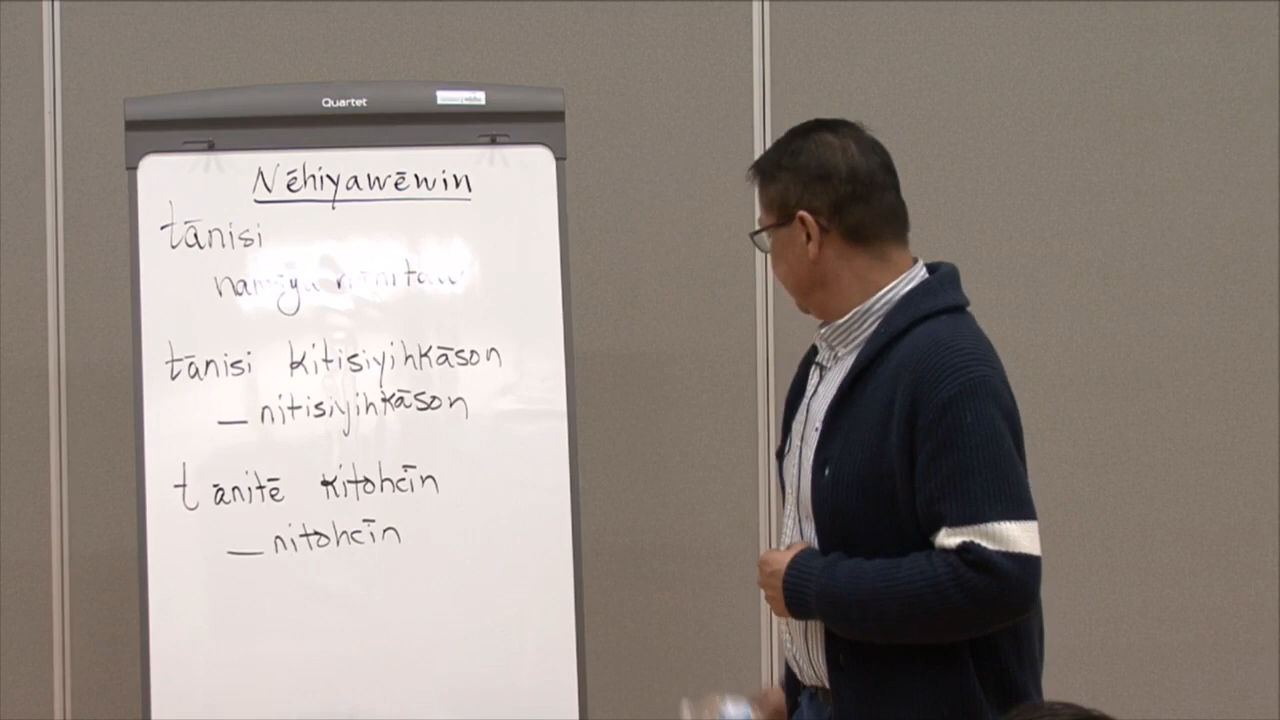 Quartet
Nēhiyawēwin
tānisi
tānisi kitisiyihkāson
_ nitisiyihkāson
tānitē kitohcīn
_ nitohcīn